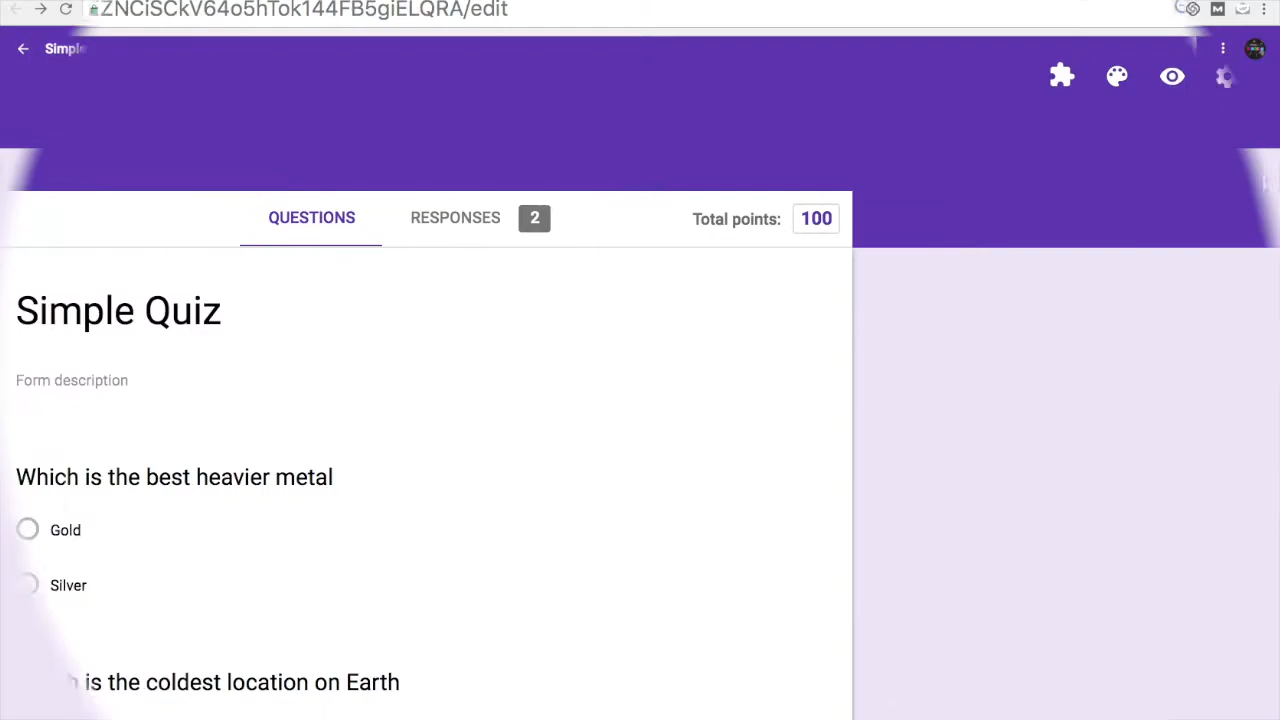 ZNCiSCkV64o5hTok144FB5giELQRA/edit
Simple
QUESTIONS RESPONSES 2 Total points: 100
Simple Quiz
Form description
Which is the best heavier metal
Gold
Silver
is the coldest location on Earth